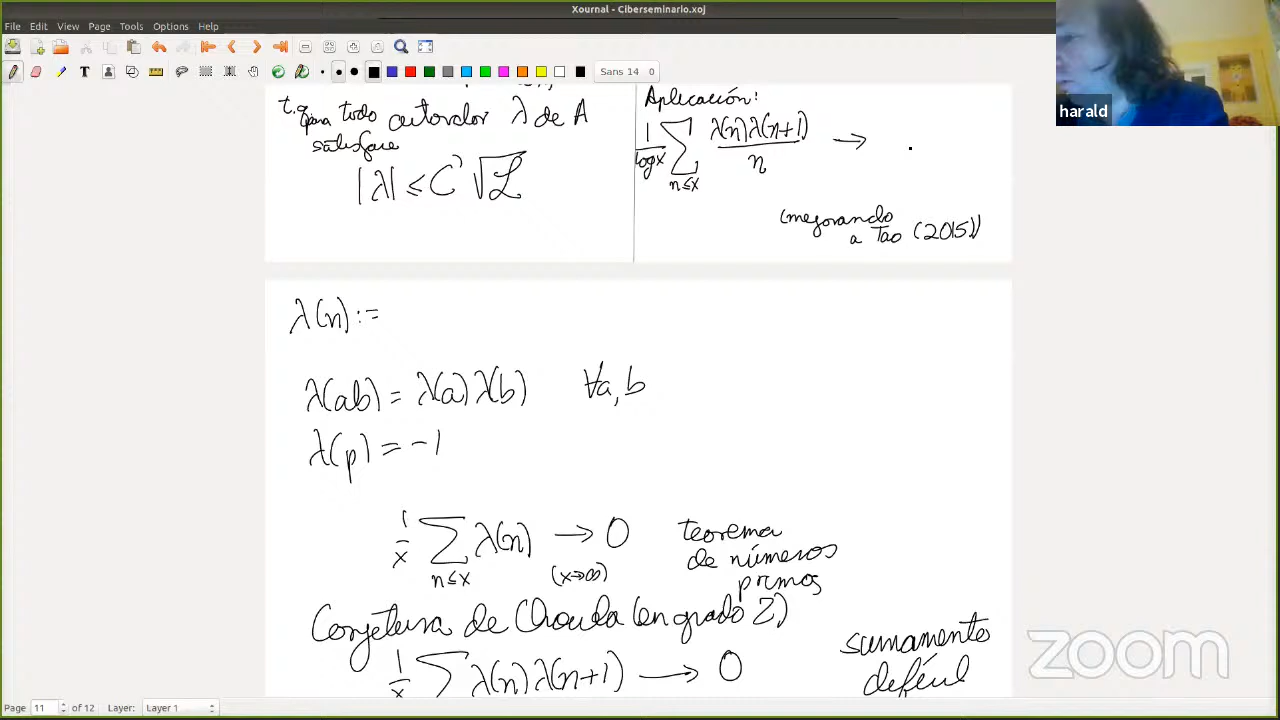 Xournal - Ciberseminario.xoj
File Edit View Page Tools Options Help
Sans 14 0
harald
t.q.
para todo autovalor λ de A
satisface
|λ| ≤ C' √ℒ
Aplicación:
1/log x ∑_{n≤x} λ(n)λ(n+1)/n →
(mejorando
a Tao (2015))
λ(n) :=
λ(ab) = λ(a)λ(b) ∀a, b
λ(p) = -1
1/x ∑_{n≤x} λ(n) → 0 (x→∞)
teorema
de números
primos
Conjetura de Chowla (en grado 2)
1/x ∑ λ(n)λ(n+1) → 0
sumamente
difícil
zoom
Page 11 of 12 Layer: Layer 1